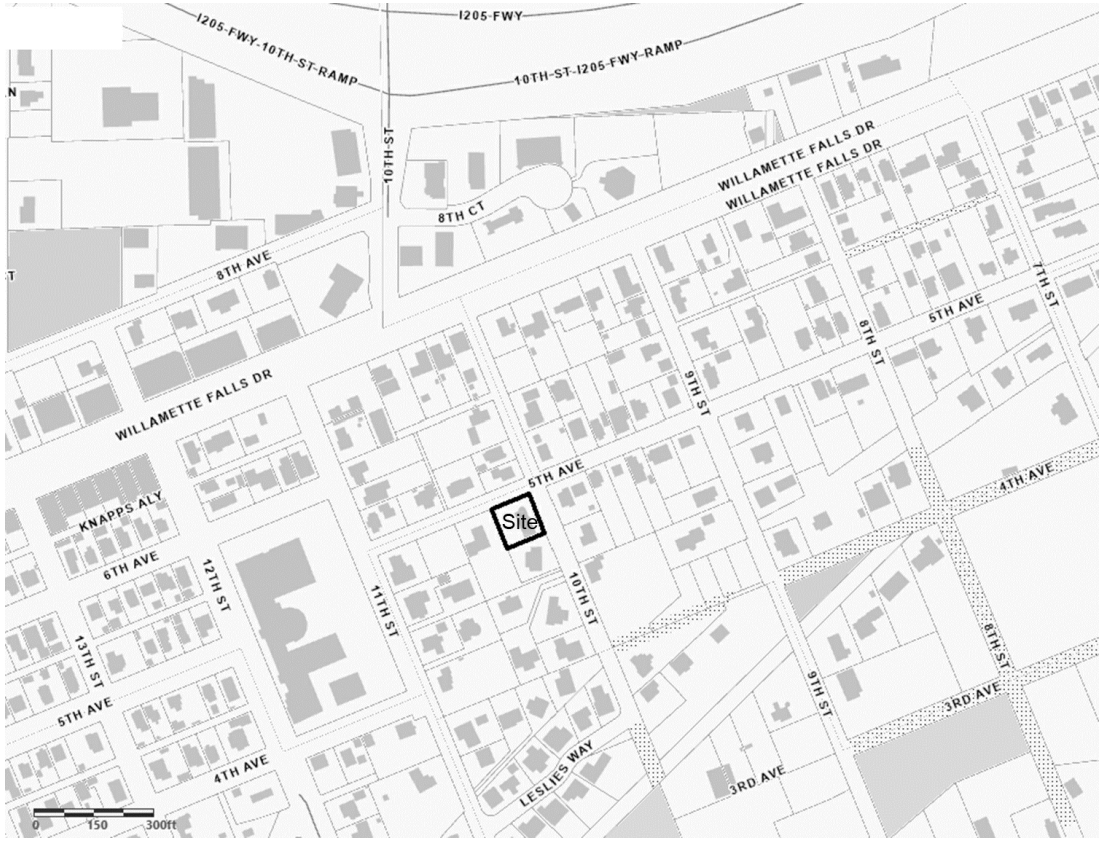 I205-FWY
I205-FWY-10TH-ST-RAMP
10TH-ST-I205-FWY-RAMP
N
10TH-ST
WILLAMETTE FALLS DR
WILLAMETTE FALLS DR
8TH CT
8TH AVE
T
7TH ST
5TH AVE
8TH ST
9TH ST
WILLAMETTE FALLS DR
5TH AVE
4TH AVE
KNAPPS ALY
Site
6TH AVE
12TH ST
11TH ST
10TH ST
13TH ST
8TH ST
9TH ST
3RD AVE
5TH AVE
4TH AVE
LESLIES WAY
3RD AVE
0 150 300ft